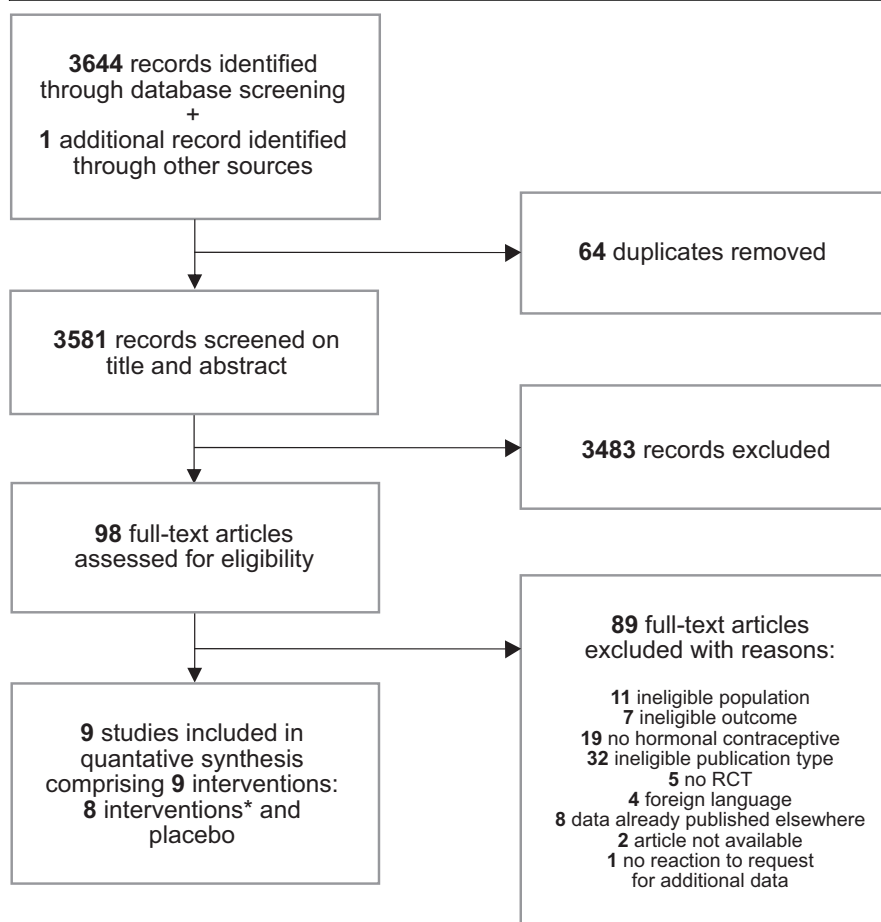 3644 records identified
through database screening
+
1 additional record identified
through other sources
64 duplicates removed
3581 records screened on
title and abstract
3483 records excluded
98 full-text articles
assessed for eligibility
89 full-text articles
excluded with reasons:
11 ineligible population
7 ineligible outcome
19 no hormonal contraceptive
32 ineligible publication type
5 no RCT
4 foreign language
8 data already published elsewhere
2 article not available
1 no reaction to request
for additional data
9 studies included in
quantative synthesis
comprising 9 interventions:
8 interventions* and
placebo